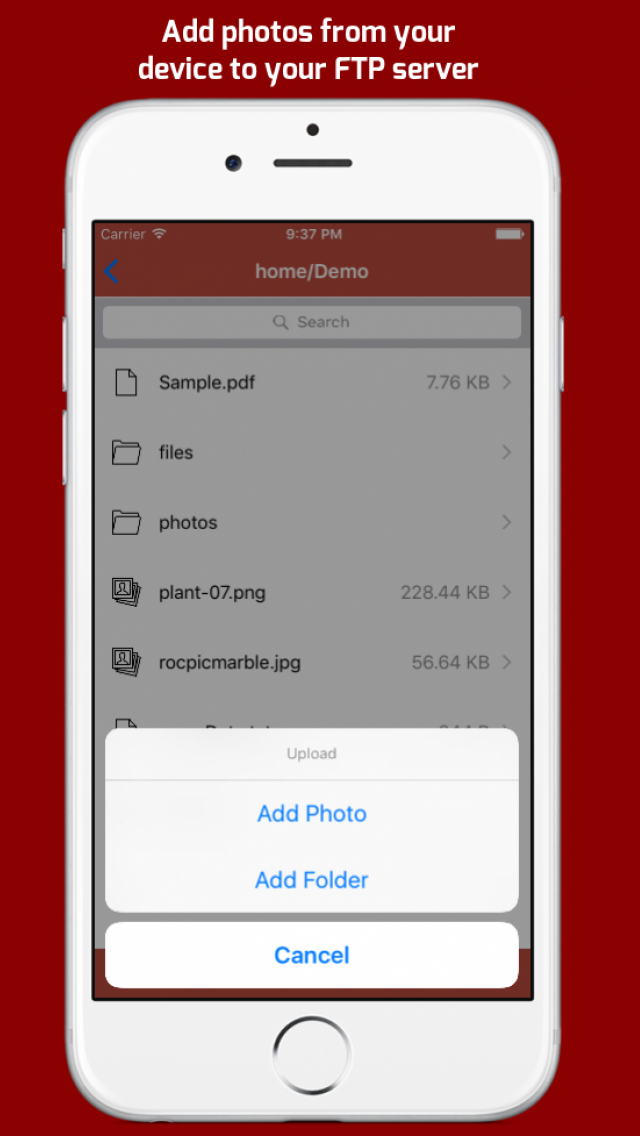 Add photos from your
device to your FTP server
Carrier 9:37 PM
home/Demo
Search
Sample.pdf 7.76 KB
files
photos
plant-07.png 228.44 KB
rocpicmarble.jpg 56.64 KB
Upload
Add Photo
Add Folder
Cancel